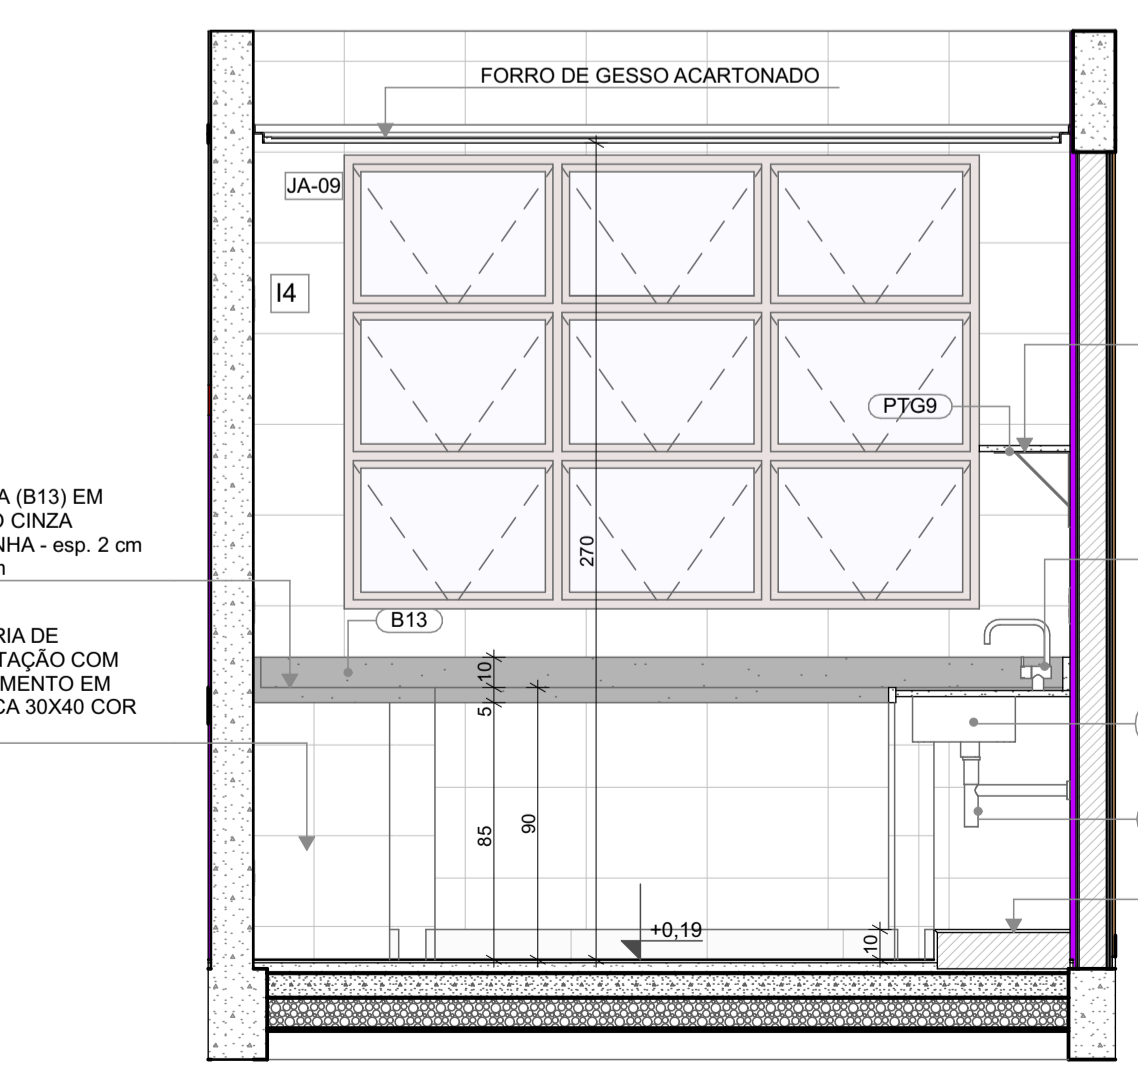 FORRO DE GESSO ACARTONADO
JA-09
I4
PTG9
A (B13) EM
CINZA
NHA - esp. 2 cm
270
B13
RIA DE
TAÇÃO COM
MENTO EM
CA 30X40 COR
10
5
85
90
+0,19
10